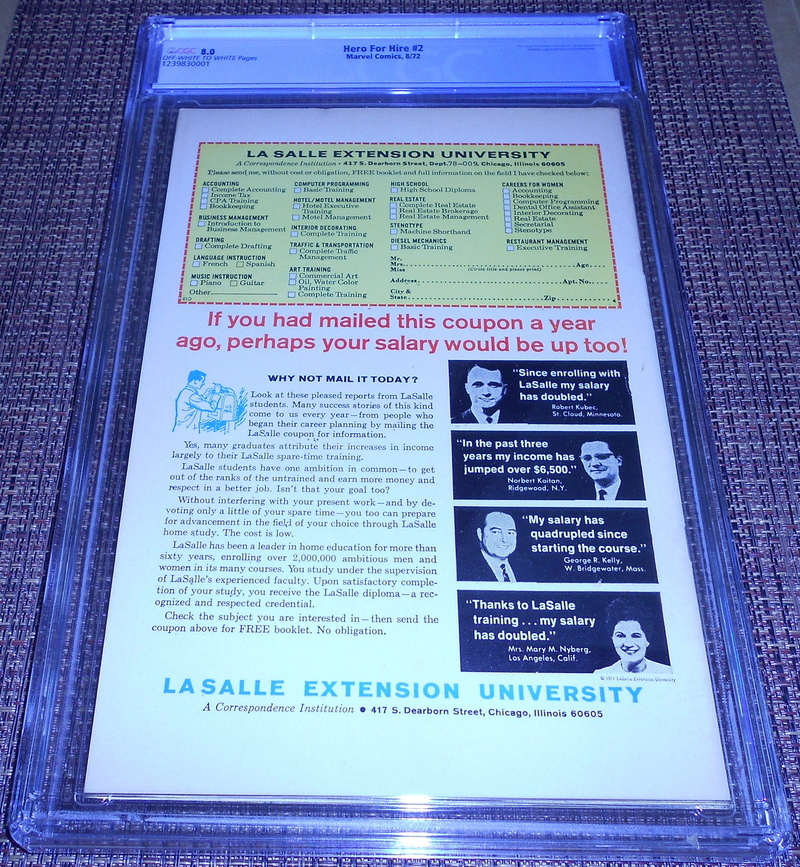 CGC 8.0
OFF-WHITE TO WHITE Pages
1239830001
Hero For Hire #2
Marvel Comics, 8/72
LA SALLE EXTENSION UNIVERSITY
A Correspondence Institution • 417 S. Dearborn Street, Dept. 78-009, Chicago, Illinois 60605
Please send me, without cost or obligation, FREE booklet and full information on the field I have checked below:
ACCOUNTING
Complete Accounting
Income Tax
CPA Training
Bookkeeping
BUSINESS MANAGEMENT
Introduction to
Business Management
DRAFTING
Complete Drafting
LANGUAGE INSTRUCTION
French Spanish
MUSIC INSTRUCTION
Piano Guitar
Other
COMPUTER PROGRAMMING
Basic Training
HOTEL/MOTEL MANAGEMENT
Hotel Executive
Training
Motel Management
INTERIOR DECORATING
Complete Training
TRAFFIC & TRANSPORTATION
Complete Traffic
Management
ART TRAINING
Commercial Art
Oil, Water Color
Painting
Complete Training
HIGH SCHOOL
High School Diploma
REAL ESTATE
Complete Real Estate
Real Estate Brokerage
Real Estate Management
STENOTYPE
Machine Shorthand
DIESEL MECHANICS
Basic Training
CAREERS FOR WOMEN
Accounting
Bookkeeping
Computer Programming
Dental Office Assistant
Interior Decorating
Real Estate
Secretarial
Stenotype
RESTAURANT MANAGEMENT
Executive Training
Mr.
Mrs. Age
Miss (Circle title and please print)
Address Apt. No.
City &
State Zip
If you had mailed this coupon a year
ago, perhaps your salary would be up too!
WHY NOT MAIL IT TODAY?
Look at these pleased reports from LaSalle
students. Many success stories of this kind
come to us every year—from people who
began their career planning by mailing the
LaSalle coupon for information.
Yes, many graduates attribute their increases in income
largely to their LaSalle spare-time training.
LaSalle students have one ambition in common—to get
out of the ranks of the untrained and earn more money and
respect in a better job. Isn't that your goal too?
Without interfering with your present work—and by de-
voting only a little of your spare time—you too can prepare
for advancement in the field of your choice through LaSalle
home study. The cost is low.
LaSalle has been a leader in home education for more than
sixty years, enrolling over 2,000,000 ambitious men and
women in its many courses. You study under the supervision
of LaSalle's experienced faculty. Upon satisfactory comple-
tion of your study, you receive the LaSalle diploma—a rec-
ognized and respected credential.
Check the subject you are interested in—then send the
coupon above for FREE booklet. No obligation.
"Since enrolling with
LaSalle my salary
has doubled."
Robert Kubec,
St. Cloud, Minnesota.
"In the past three
years my income has
jumped over $6,500."
Norbert Kaitan,
Ridgewood, N.Y.
"My salary has
quadrupled since
starting the course."
George R. Kelly,
W. Bridgewater, Mass.
"Thanks to LaSalle
training ... my salary
has doubled."
Mrs. Mary M. Nyberg,
Los Angeles, Calif.
LaSalle Extension University
LA SALLE EXTENSION UNIVERSITY
A Correspondence Institution ● 417 S. Dearborn Street, Chicago, Illinois 60605